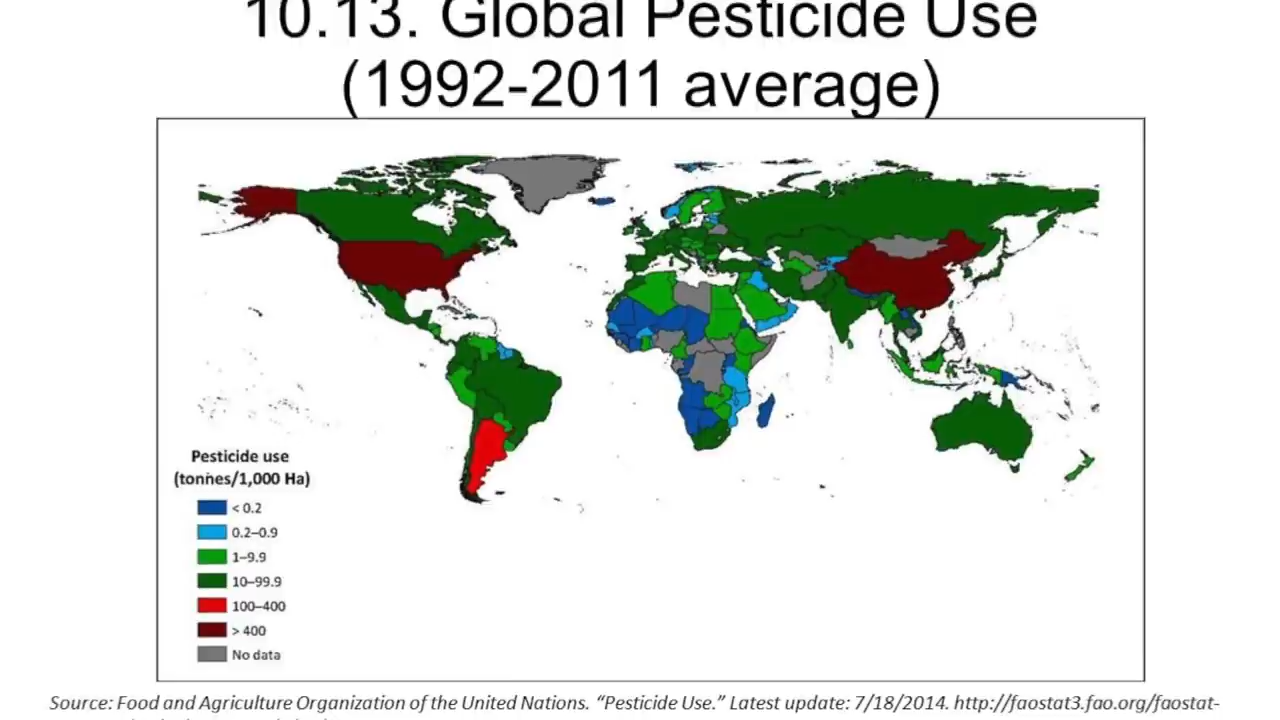 10.13. Global Pesticide Use
(1992-2011 average)
Pesticide use
(tonnes/1,000 Ha)
< 0.2
0.2–0.9
1–9.9
10–99.9
100–400
> 400
No data
Source: Food and Agriculture Organization of the United Nations. “Pesticide Use.” Latest update: 7/18/2014. http://faostat3.fao.org/faostat-